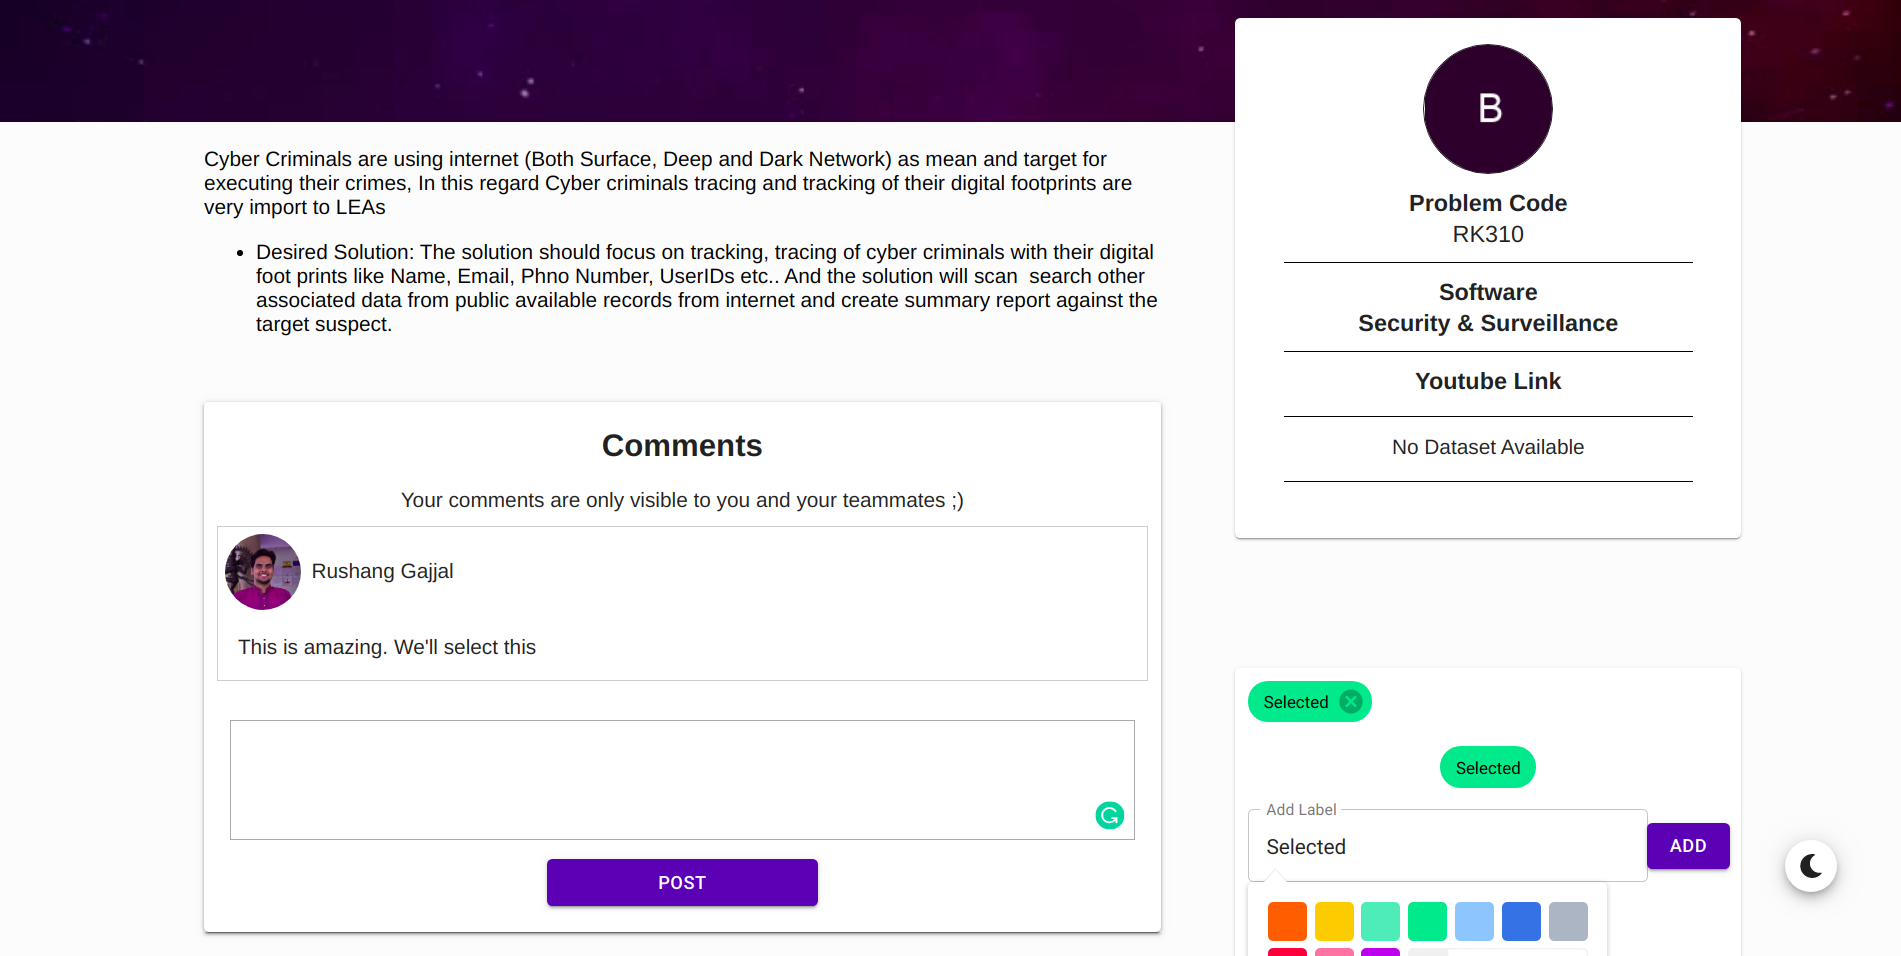 Cyber Criminals are using internet (Both Surface, Deep and Dark Network) as mean and target for
executing their crimes, In this regard Cyber criminals tracing and tracking of their digital footprints are
very import to LEAs
• Desired Solution: The solution should focus on tracking, tracing of cyber criminals with their digital
foot prints like Name, Email, Phno Number, UserIDs etc.. And the solution will scan  search other
associated data from public available records from internet and create summary report against the
target suspect.
Comments
Your comments are only visible to you and your teammates ;)
Rushang Gajjal
This is amazing. We'll select this
POST
B
Problem Code
RK310
Software
Security & Surveillance
Youtube Link
No Dataset Available
Selected
Selected
Add Label
Selected
ADD